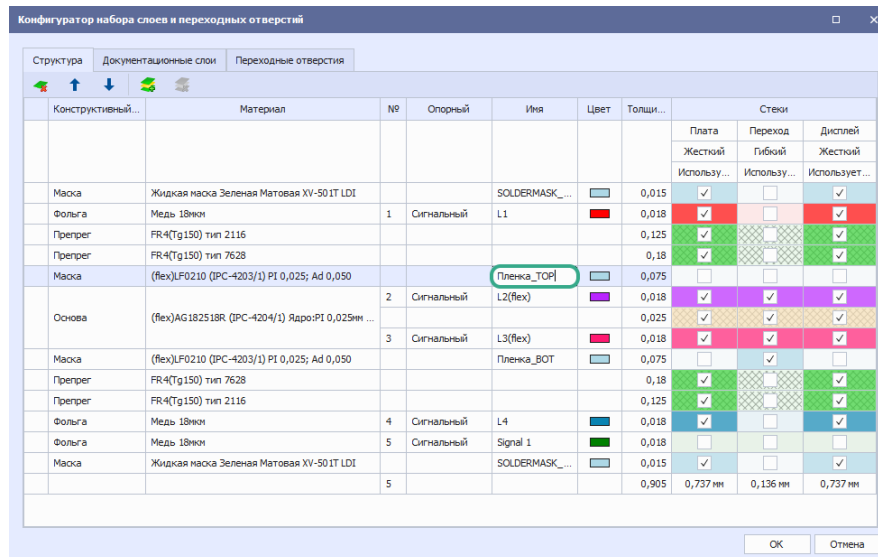 Конфигуратор набора слоев и переходных отверстий
Структура Документационные слои Переходные отверстия
Конструктивный... Материал № Опорный Имя Цвет Толщи... Стеки
Плата Переход Дисплей
Жесткий Гибкий Жесткий
Использу... Использу... Использует...
Маска Жидкая маска Зеленая Матовая XV-501T LDI SOLDERMASK_... 0,015
Фольга Медь 18мкм 1 Сигнальный L1 0,018
Препрег FR4(Tg150) тип 2116 0,125
Препрег FR4(Tg150) тип 7628 0,18
Маска (flex)LF0210 (IPC-4203/1) PI 0,025; Ad 0,050 Пленка_TOP 0,075
2 Сигнальный L2(flex) 0,018
Основа (flex)AG182518R (IPC-4204/1) Ядро:PI 0,025мм ... 0,025
3 Сигнальный L3(flex) 0,018
Маска (flex)LF0210 (IPC-4203/1) PI 0,025; Ad 0,050 Пленка_BOT 0,075
Препрег FR4(Tg150) тип 7628 0,18
Препрег FR4(Tg150) тип 2116 0,125
Фольга Медь 18мкм 4 Сигнальный L4 0,018
Фольга Медь 18мкм 5 Сигнальный Signal 1 0,018
Маска Жидкая маска Зеленая Матовая XV-501T LDI SOLDERMASK_... 0,015
5 0,905 0,737 мм 0,136 мм 0,737 мм
OK Отмена